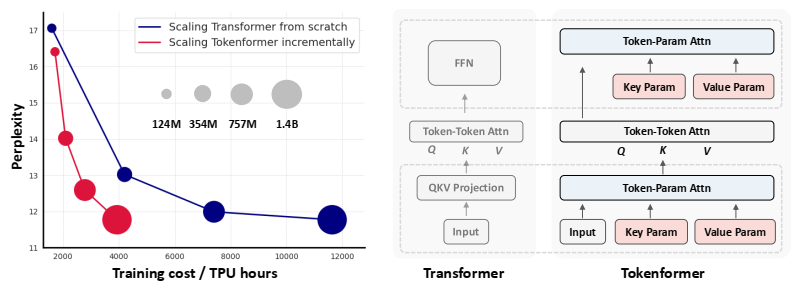 Scaling Transformer from scratch
Scaling Tokenformer incrementally
17
16
15
14
13
12
11
Perplexity
124M 354M 757M 1.4B
2000 4000 6000 8000 10000 12000
Training cost / TPU hours
FFN
Token-Token Attn
Q K V
QKV Projection
Input
Transformer
Token-Param Attn
Key Param Value Param
Token-Token Attn
Q K V
Token-Param Attn
Input Key Param Value Param
Tokenformer